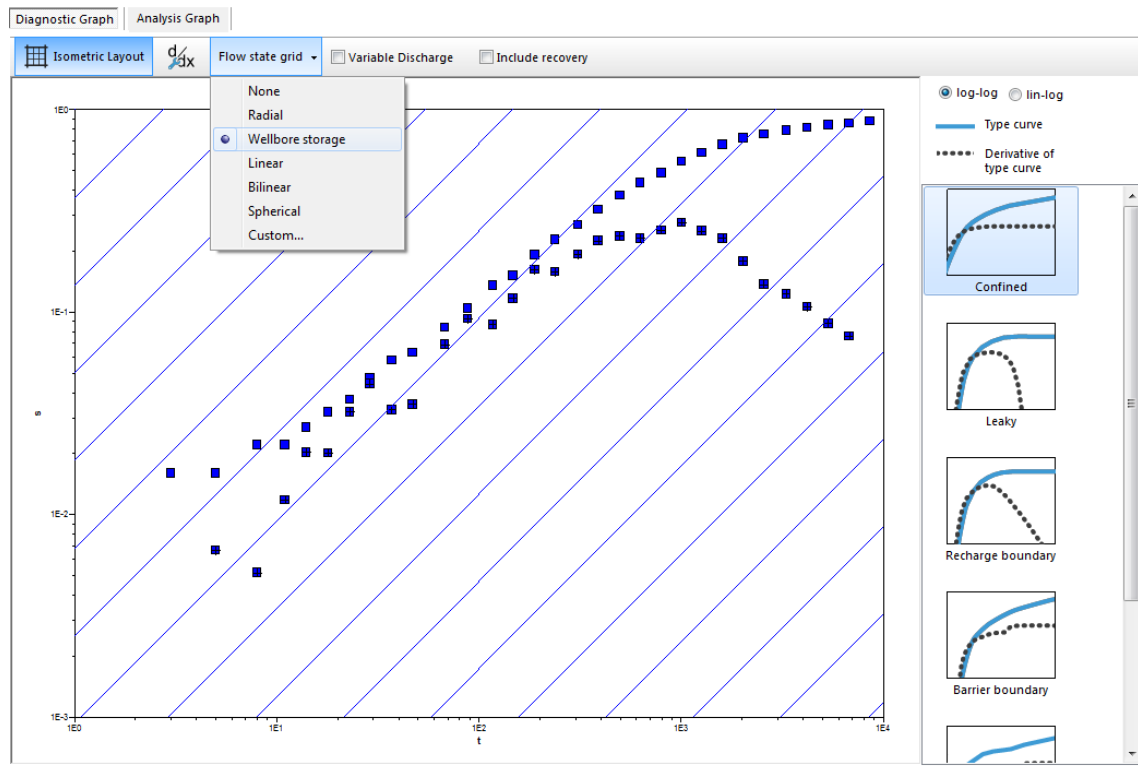 Diagnostic Graph
Analysis Graph
Isometric Layout
d/dx
Flow state grid
Variable Discharge
Include recovery
None
Radial
Wellbore storage
Linear
Bilinear
Spherical
Custom...
1E0
1E-1
s
1E-2
1E-3
1E0
1E1
1E2
1E3
1E4
t
log-log
lin-log
Type curve
Derivative of
type curve
Confined
Leaky
Recharge boundary
Barrier boundary